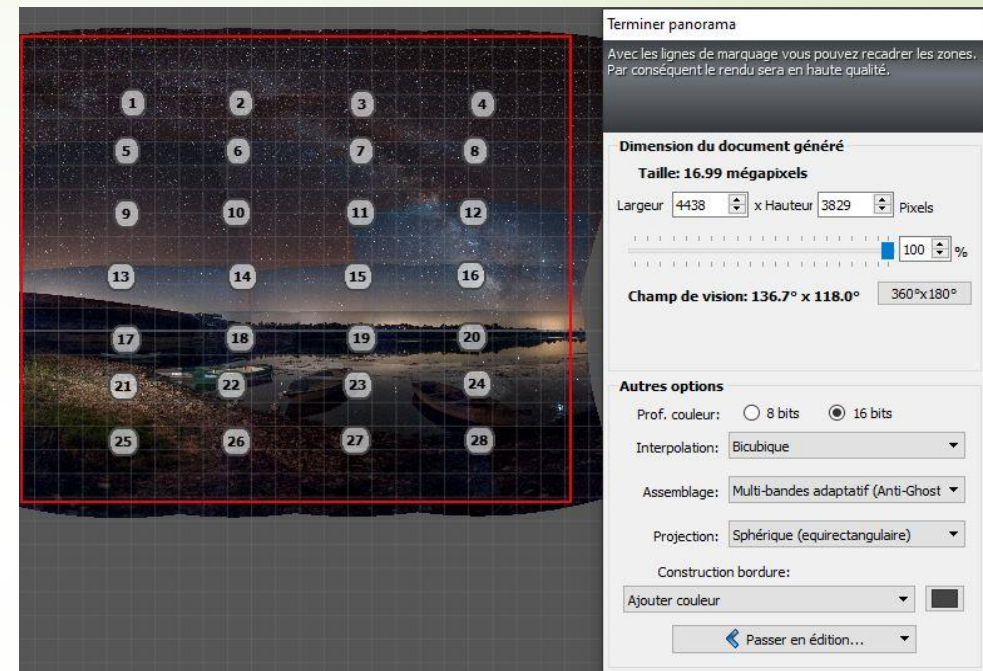 Terminer panorama
Avec les lignes de marquage vous pouvez recadrer les zones.
Par conséquent le rendu sera en haute qualité.
1 2 3 4
5 6 7 8
9 10 11 12
13 14 15 16
17 18 19 20
21 22 23 24
25 26 27 28
Dimension du document généré
Taille: 16.99 mégapixels
Largeur 4438 x Hauteur 3829 Pixels
100 %
Champ de vision: 136.7° x 118.0° 360°x180°
Autres options
Prof. couleur: 8 bits 16 bits
Interpolation: Bicubique
Assemblage: Multi-bandes adaptatif (Anti-Ghost
Projection: Sphérique (equirectangulaire)
Construction bordure:
Ajouter couleur
Passer en édition...